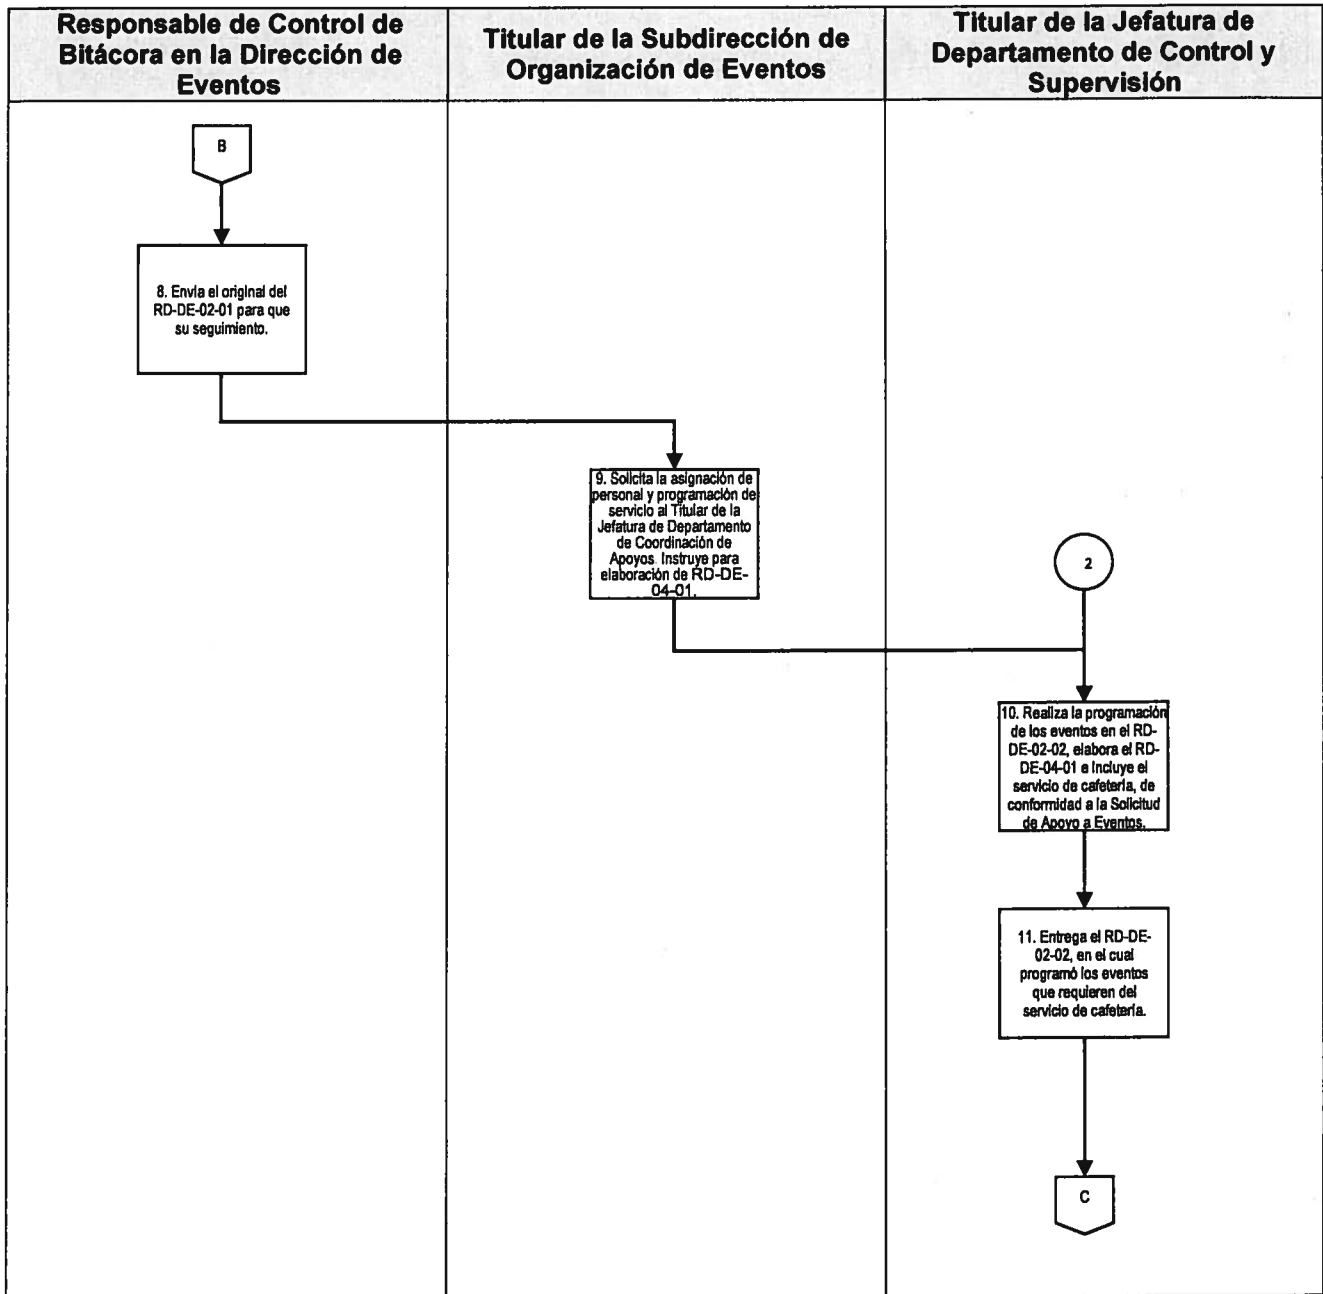 Responsable de Control de
Bitácora en la Dirección de
Eventos
Titular de la Subdirección de
Organización de Eventos
Titular de la Jefatura de
Departamento de Control y
Supervisión
B
8. Envía el original del
RD-DE-02-01 para que
su seguimiento.
9. Solicita la asignación de
personal y programación de
servicio al Titular de la
Jefatura de Departamento
de Coordinación de
Apoyos. Instruye para
elaboración de RD-DE-
04-01.
2
10. Realiza la programación
de los eventos en el RD-
DE-02-02, elabora el RD-
DE-04-01 e incluye el
servicio de cafetería, de
conformidad a la Solicitud
de Apoyo a Eventos.
11. Entrega el RD-DE-
02-02, en el cual
programó los eventos
que requieren del
servicio de cafetería.
C